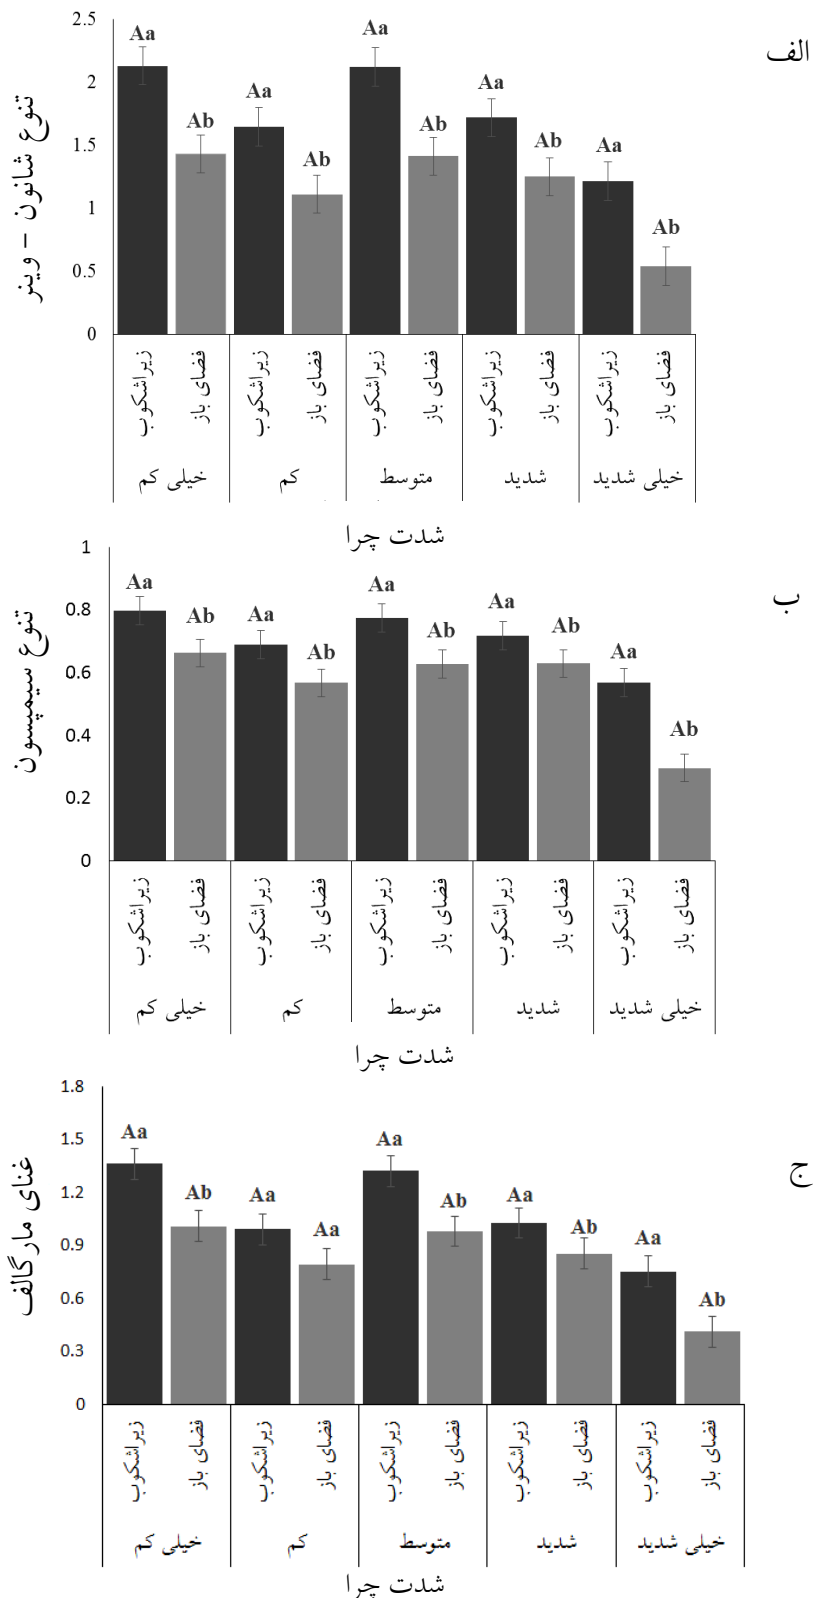 الف
تنوع شانون - وینر
2.5
2
1.5
1
0.5
0
Aa
Ab
Aa
Ab
Aa
Ab
Aa
Ab
Aa
Ab
زیراشکوب
فضای باز
زیراشکوب
فضای باز
زیراشکوب
فضای باز
زیراشکوب
فضای باز
زیراشکوب
فضای باز
خیلی کم
کم
متوسط
شدید
خیلی شدید
شدت چرا
ب
تنوع سیمپسون
1
0.8
0.6
0.4
0.2
0
Aa
Ab
Aa
Ab
Aa
Ab
Aa
Ab
Aa
Ab
زیراشکوب
فضای باز
زیراشکوب
فضای باز
زیراشکوب
فضای باز
زیراشکوب
فضای باز
زیراشکوب
فضای باز
خیلی کم
کم
متوسط
شدید
خیلی شدید
شدت چرا
ج
غنای مارگالف
1.8
1.5
1.2
0.9
0.6
0.3
0
Aa
Ab
Aa
Aa
Aa
Ab
Aa
Ab
Aa
Ab
زیراشکوب
فضای باز
زیراشکوب
فضای باز
زیراشکوب
فضای باز
زیراشکوب
فضای باز
زیراشکوب
فضای باز
خیلی کم
کم
متوسط
شدید
خیلی شدید
شدت چرا